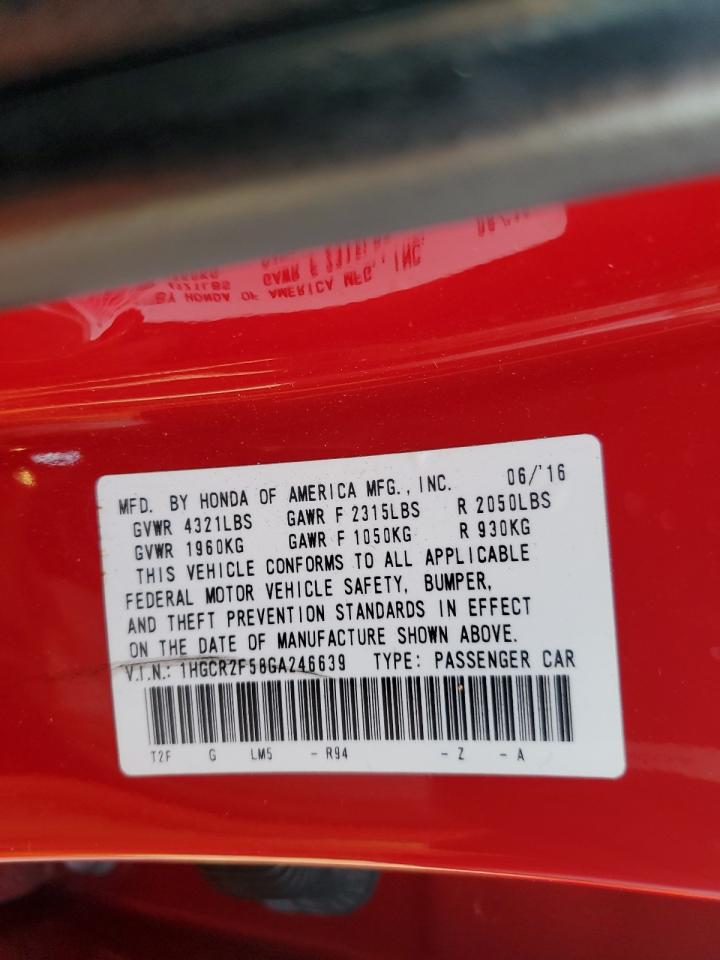 MFD. BY HONDA OF AMERICA MFG., INC. 06/'16
GVWR 4321LBS GAWR F 2315LBS R 2050LBS
GVWR 1960KG GAWR F 1050KG R 930KG
THIS VEHICLE CONFORMS TO ALL APPLICABLE
FEDERAL MOTOR VEHICLE SAFETY, BUMPER,
AND THEFT PREVENTION STANDARDS IN EFFECT
ON THE DATE OF MANUFACTURE SHOWN ABOVE.
V.I.N.: 1HGCR2F58GA246639 TYPE: PASSENGER CAR
T2F G LM5 - R94 - Z - A